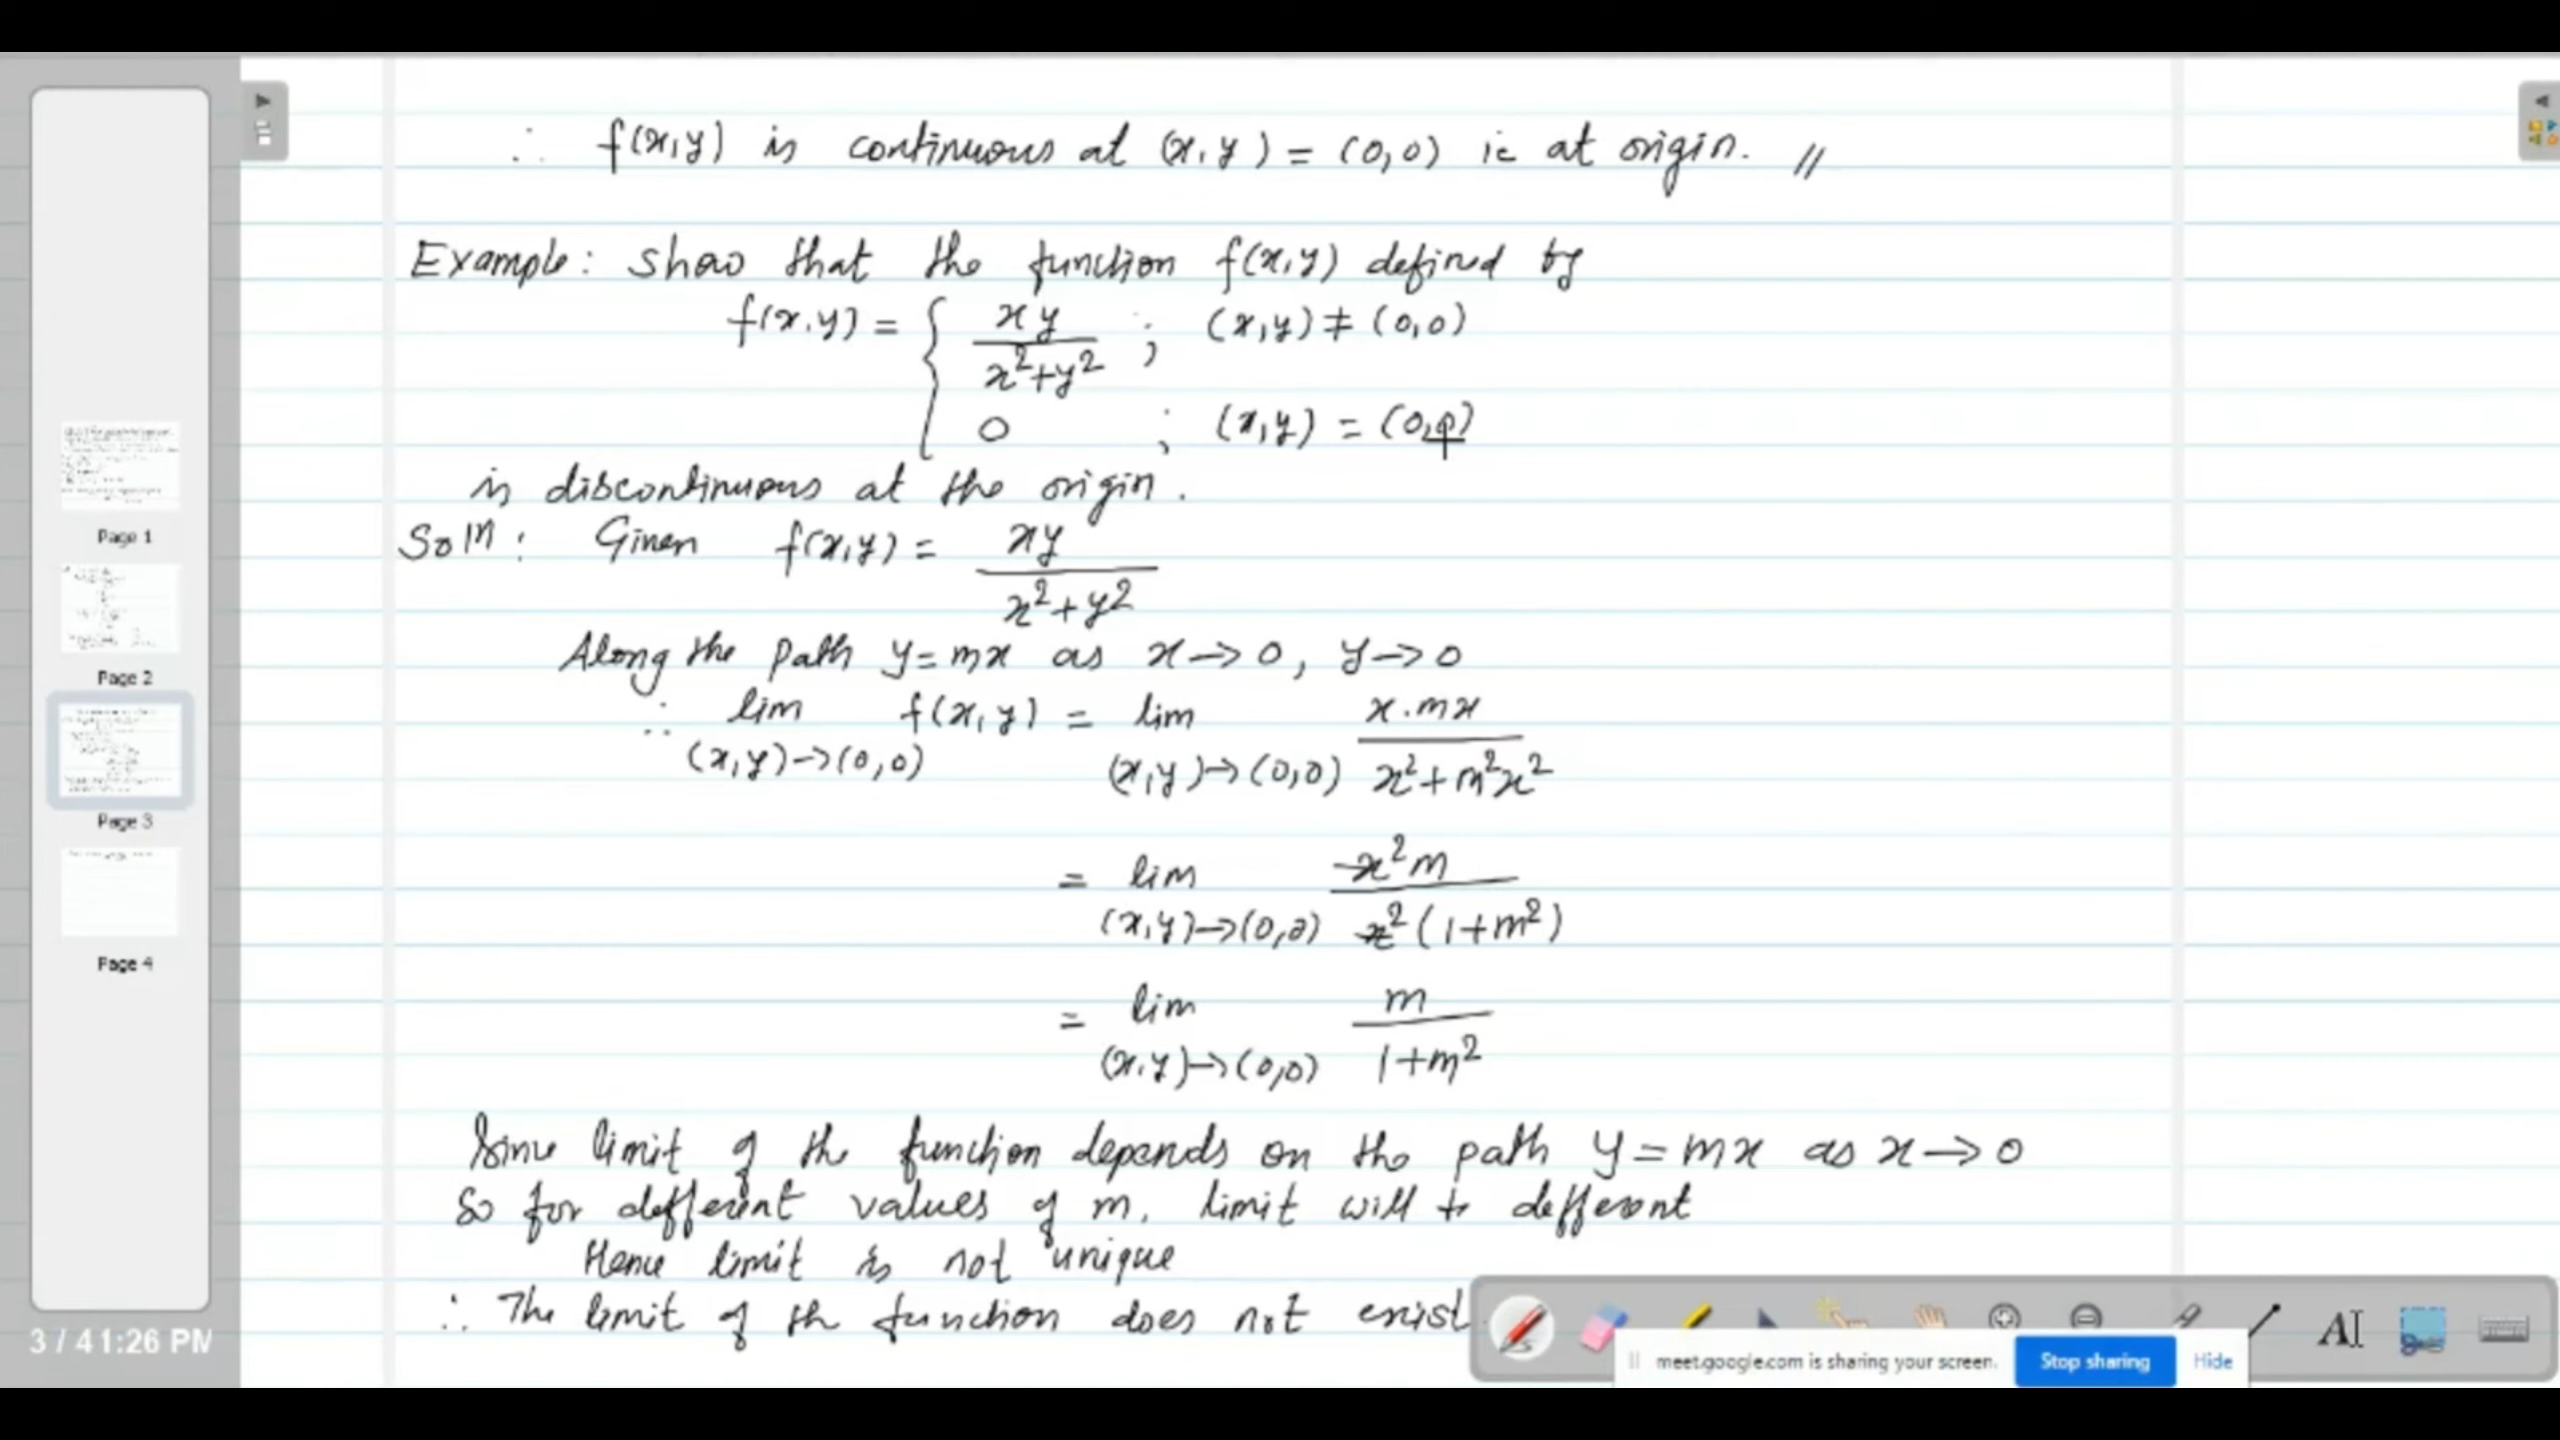 ∴ f(x,y) is continuous at (x,y) = (0,0) ie at origin. //
Example: Show that the function f(x,y) defined by
f(x,y) = { xy / x²+y² ; (x,y) ≠ (0,0)
0 ; (x,y) = (0,0)
is discontinuous at the origin.
Soln: Given f(x,y) = xy / x²+y²
Along the path y=mx as x→0, y→0
∴ lim (x,y)→(0,0) f(x,y) = lim (x,y)→(0,0) x.mx / x²+m²x²
= lim (x,y)→(0,0) x²m / x²(1+m²)
= lim (x,y)→(0,0) m / 1+m²
Since limit of the function depends on the path y=mx as x→0
So for different values of m, limit will be different
Hence limit is not unique
∴ The limit of the function does not exist
Page 1
Page 2
Page 3
Page 4
3 / 41:26 PM
AI
meet.google.com is sharing your screen.
Stop sharing
Hide